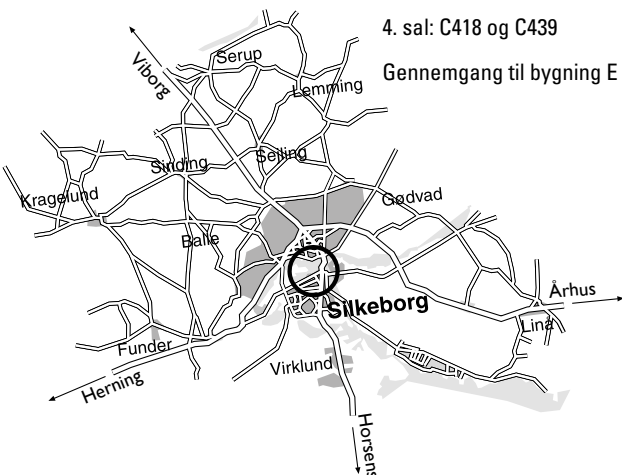 4. sal: C418 og C439
Gennemgang til bygning E
Serup
Viborg
Lemming
Sejling
Sinding
Kragelund
Gødvad
Balle
Århus
Silkeborg
Linå
Funder
Virklund
Herning
Horsens